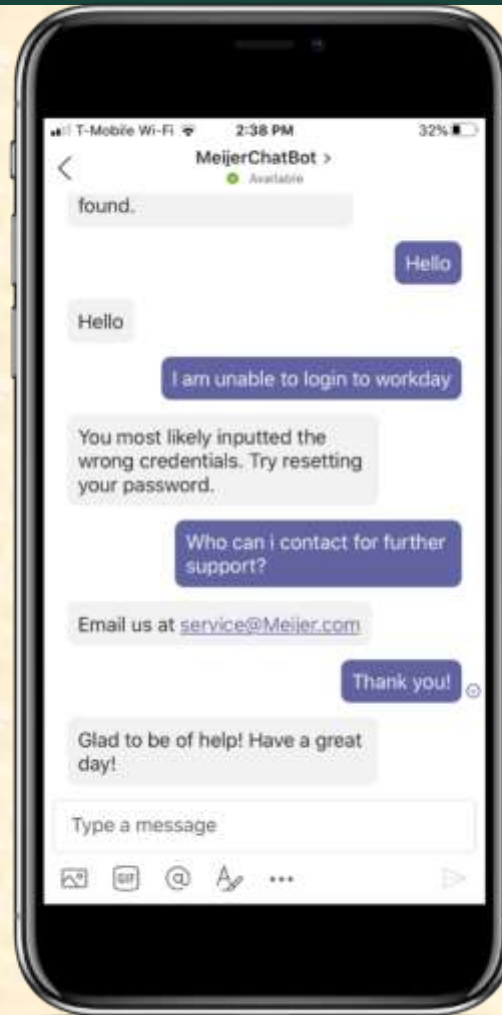 T-Mobile Wi-Fi 2:38 PM 32%
MeijerChatBot >
Available
found.
Hello
Hello
I am unable to login to workday
You most likely inputted the
wrong credentials. Try resetting
your password.
Who can i contact for further
support?
Email us at service@Meijer.com
Thank you!
Glad to be of help! Have a great
day!
Type a message
GIF @ A ...